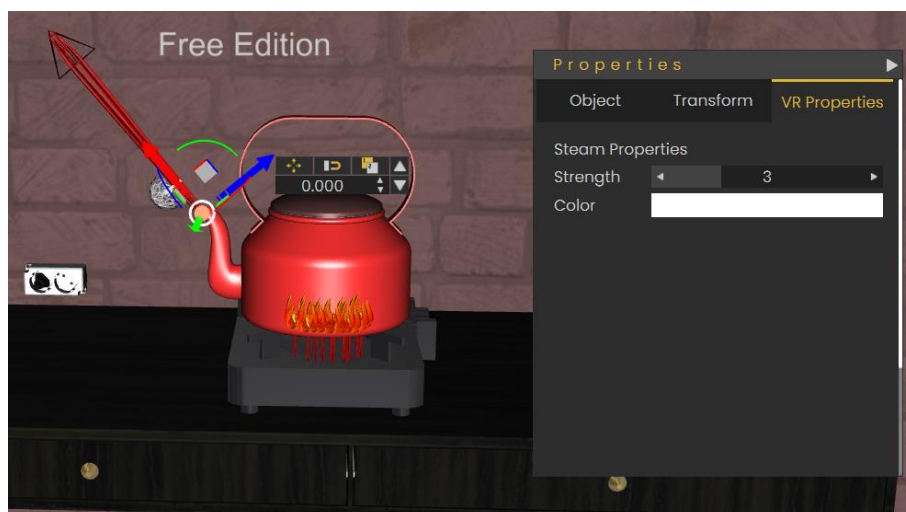 Free Edition
0.000
Properties
Object Transform VR Properties
Steam Properties
Strength 3
Color